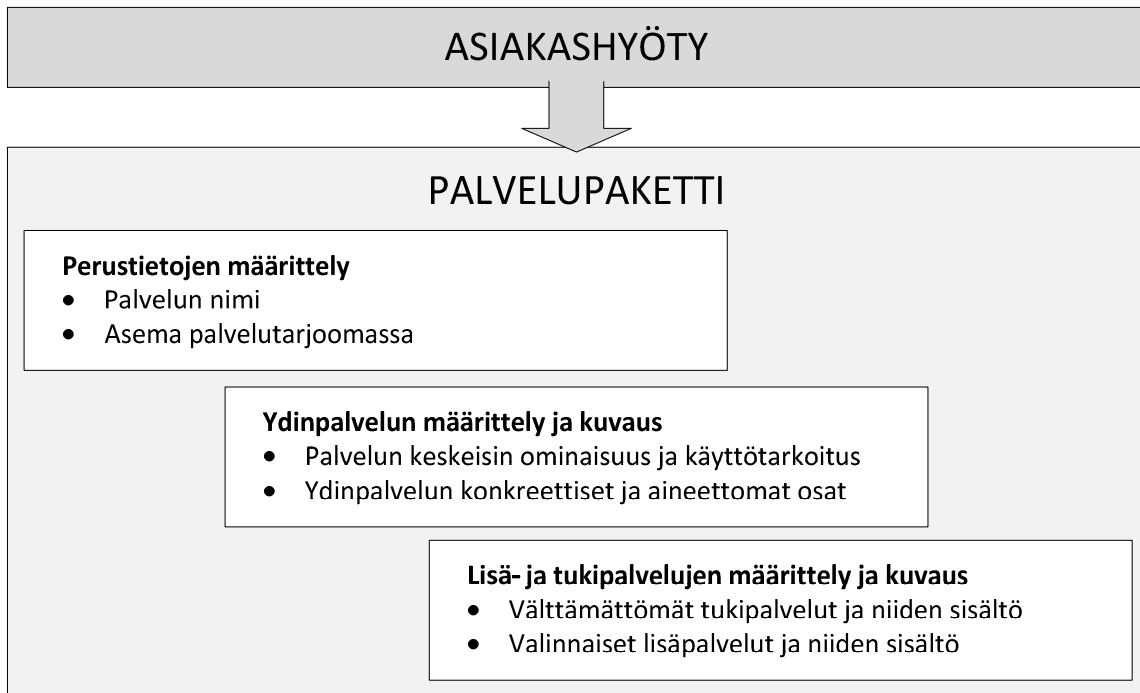 ASIAKASHYÖTY
PALVELUPAKETTI
Perustietojen määrittely
• Palvelun nimi
• Asema palvelutarjoomassa
Ydinpalvelun määrittely ja kuvaus
• Palvelun keskeisin ominaisuus ja käyttötarkoitus
• Ydinpalvelun konkreettiset ja aineettomat osat
Lisä- ja tukipalvelujen määrittely ja kuvaus
• Välttämättömät tukipalvelut ja niiden sisältö
• Valinnaiset lisäpalvelut ja niiden sisältö